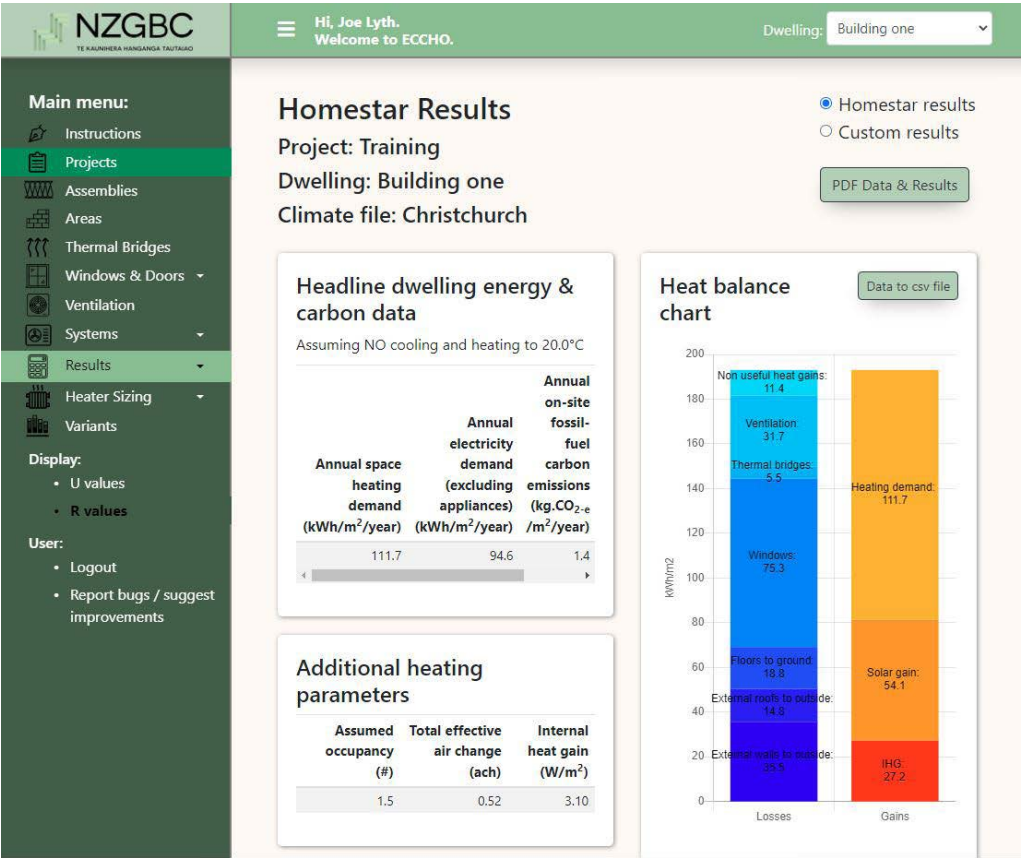 NZGBC
TE KAUNIHERA HANGANGA TAUTAIAO
Hi, Joe Lyth.
Welcome to ECCHO.
Dwelling: Building one
Main menu:
Instructions
Projects
Assemblies
Areas
Thermal Bridges
Windows & Doors
Ventilation
Systems
Results
Heater Sizing
Variants
Display:
• U values
• R values
User:
• Logout
• Report bugs / suggest
improvements
Homestar Results
Project: Training
Dwelling: Building one
Climate file: Christchurch
Homestar results
Custom results
PDF Data & Results
Headline dwelling energy &
carbon data
Assuming NO cooling and heating to 20.0°C
Annual space
heating
demand
(kWh/m²/year)
Annual
electricity
demand
(excluding
appliances)
(kWh/m²/year)
Annual
on-site
fossil-
fuel
carbon
emissions
(kg.CO₂-e
/m²/year)
111.7 94.6 1.4
Additional heating
parameters
Assumed
occupancy
(#)
Total effective
air change
(ach)
Internal
heat gain
(W/m²)
1.5 0.52 3.10
Heat balance
chart
Data to csv file
kWh/m2
200
180
160
140
120
100
80
60
40
20
0
Non useful heat gains:
11.4
Ventilation:
31.7
Thermal bridges:
5.5
Windows:
75.3
Floors to ground:
18.8
External roofs to outside:
14.8
External walls to outside:
35.5
Heating demand:
111.7
Solar gain:
54.1
IHG:
27.2
Losses
Gains